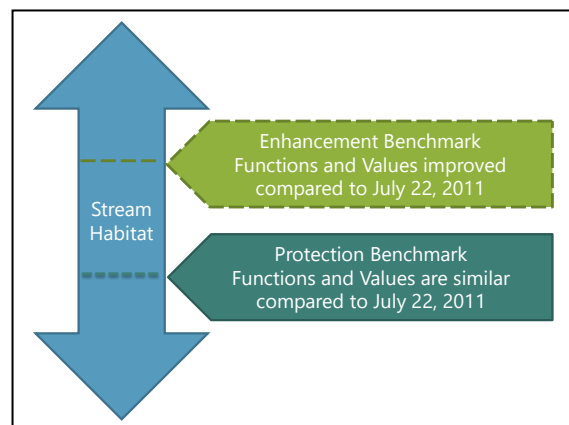 Enhancement Benchmark
Functions and Values improved
compared to July 22, 2011
Stream
Habitat
Protection Benchmark
Functions and Values are similar
compared to July 22, 2011